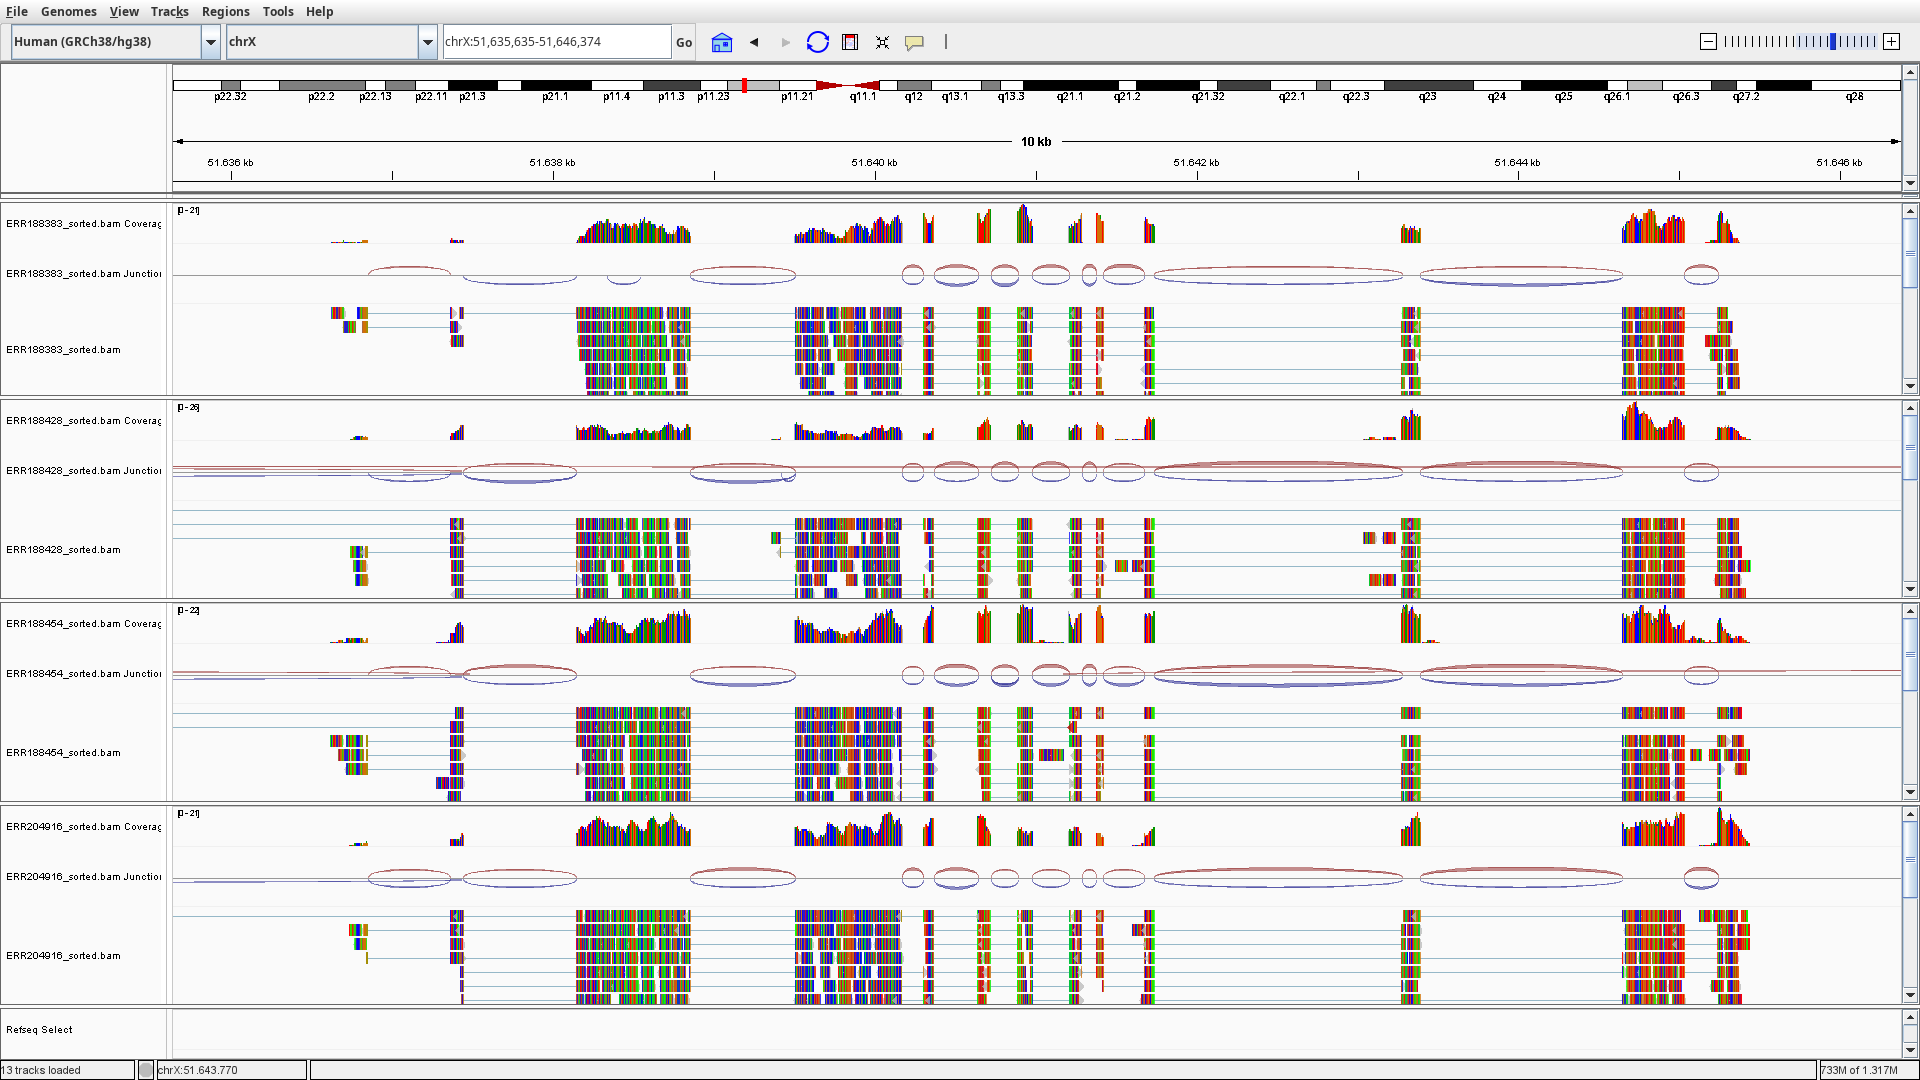 File Genomes View Tracks Regions Tools Help
Human (GRCh38/hg38) chrX chrX:51,635,635-51,646,374 Go
p22.32 p22.2 p22.13 p22.11 p21.3 p21.1 p11.4 p11.3 p11.23 p11.21 q11.1 q12 q13.1 q13.3 q21.1 q21.2 q21.32 q22.1 q22.3 q23 q24 q25 q26.1 q26.3 q27.2 q28
10 kb
51.636 kb 51.638 kb 51.640 kb 51.642 kb 51.644 kb 51.646 kb
[0-21]
ERR188383_sorted.bam Coverag
ERR188383_sorted.bam Junction
ERR188383_sorted.bam
[0-26]
ERR188428_sorted.bam Coverag
ERR188428_sorted.bam Junction
ERR188428_sorted.bam
[0-22]
ERR188454_sorted.bam Coverag
ERR188454_sorted.bam Junction
ERR188454_sorted.bam
[0-21]
ERR204916_sorted.bam Coverag
ERR204916_sorted.bam Junction
ERR204916_sorted.bam
Refseq Select
13 tracks loaded chrX:51.643.770 733M of 1.317M